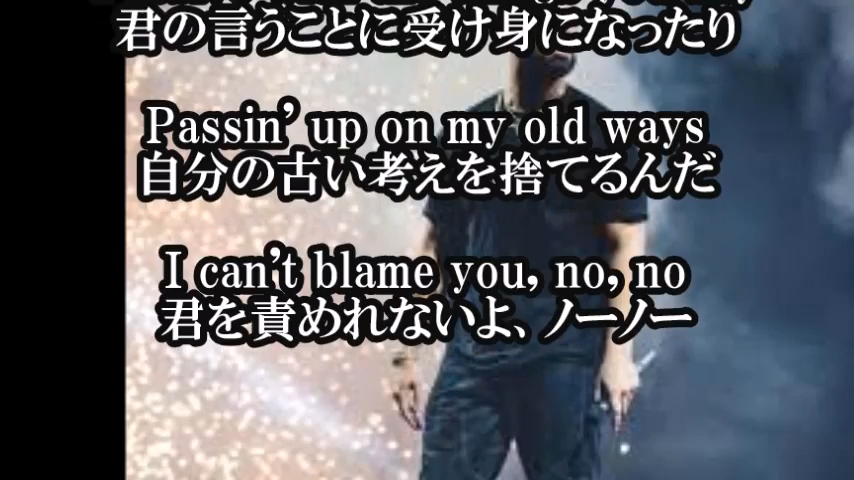 君の言うことに受け身になったり
Passin' up on my old ways
自分の古い考えを捨てるんだ
I can't blame you, no, no
君を責めれないよ、ノーノー